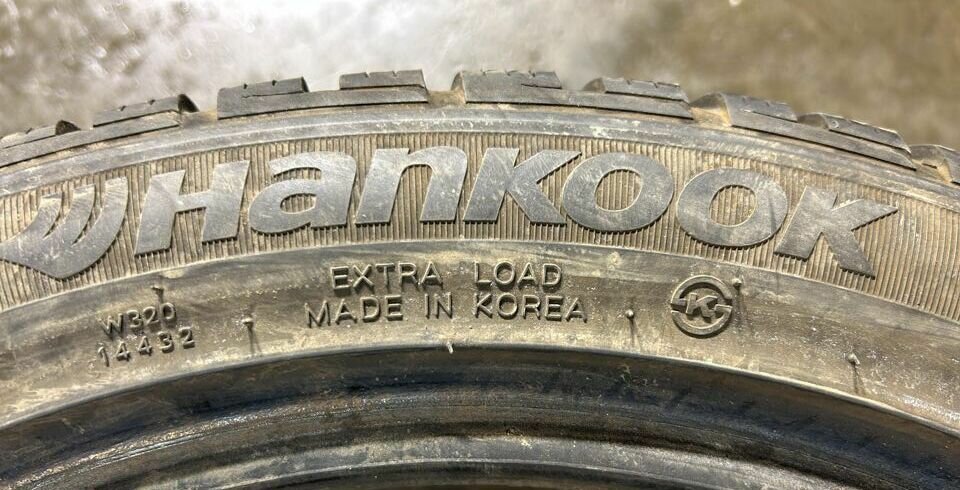 HANKOOK
EXTRA LOAD
MADE IN KOREA
K
W320
14432